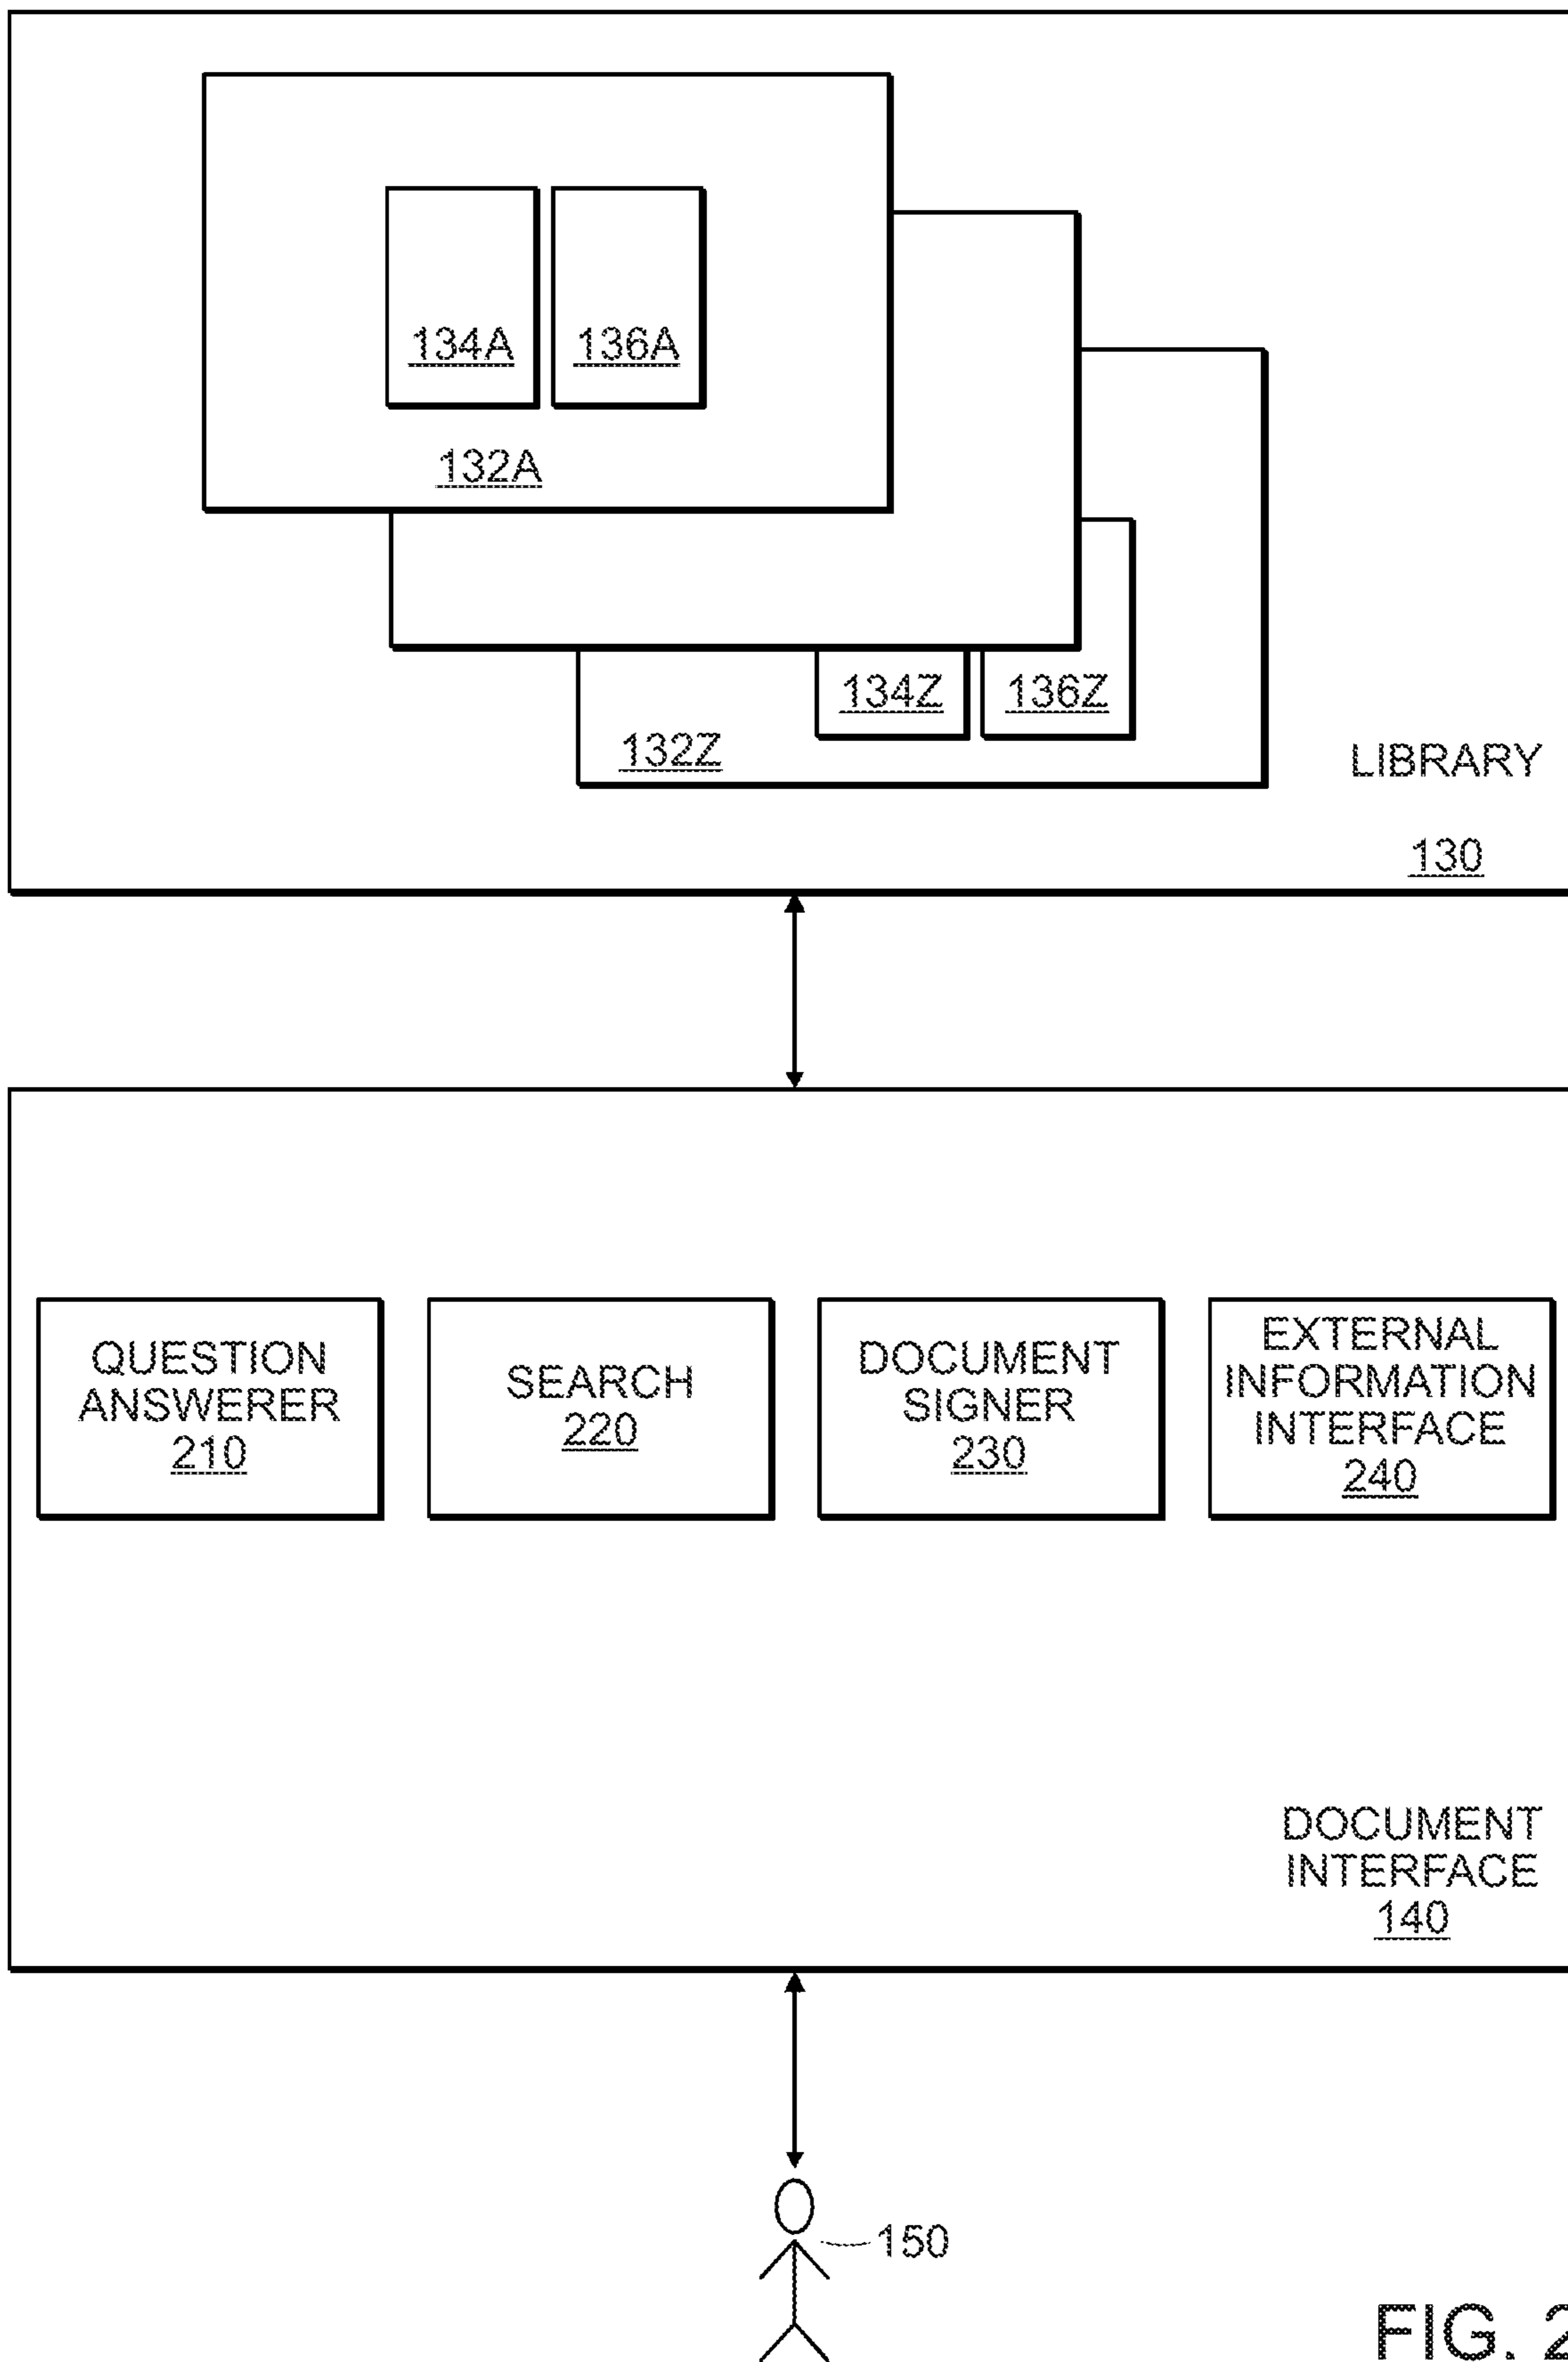 134A 136A
132A
134Z 136Z
132Z
LIBRARY
130
QUESTION
ANSWERER
210
SEARCH
220
DOCUMENT
SIGNER
230
EXTERNAL
INFORMATION
INTERFACE
240
DOCUMENT
INTERFACE
140
150
FIG. 2